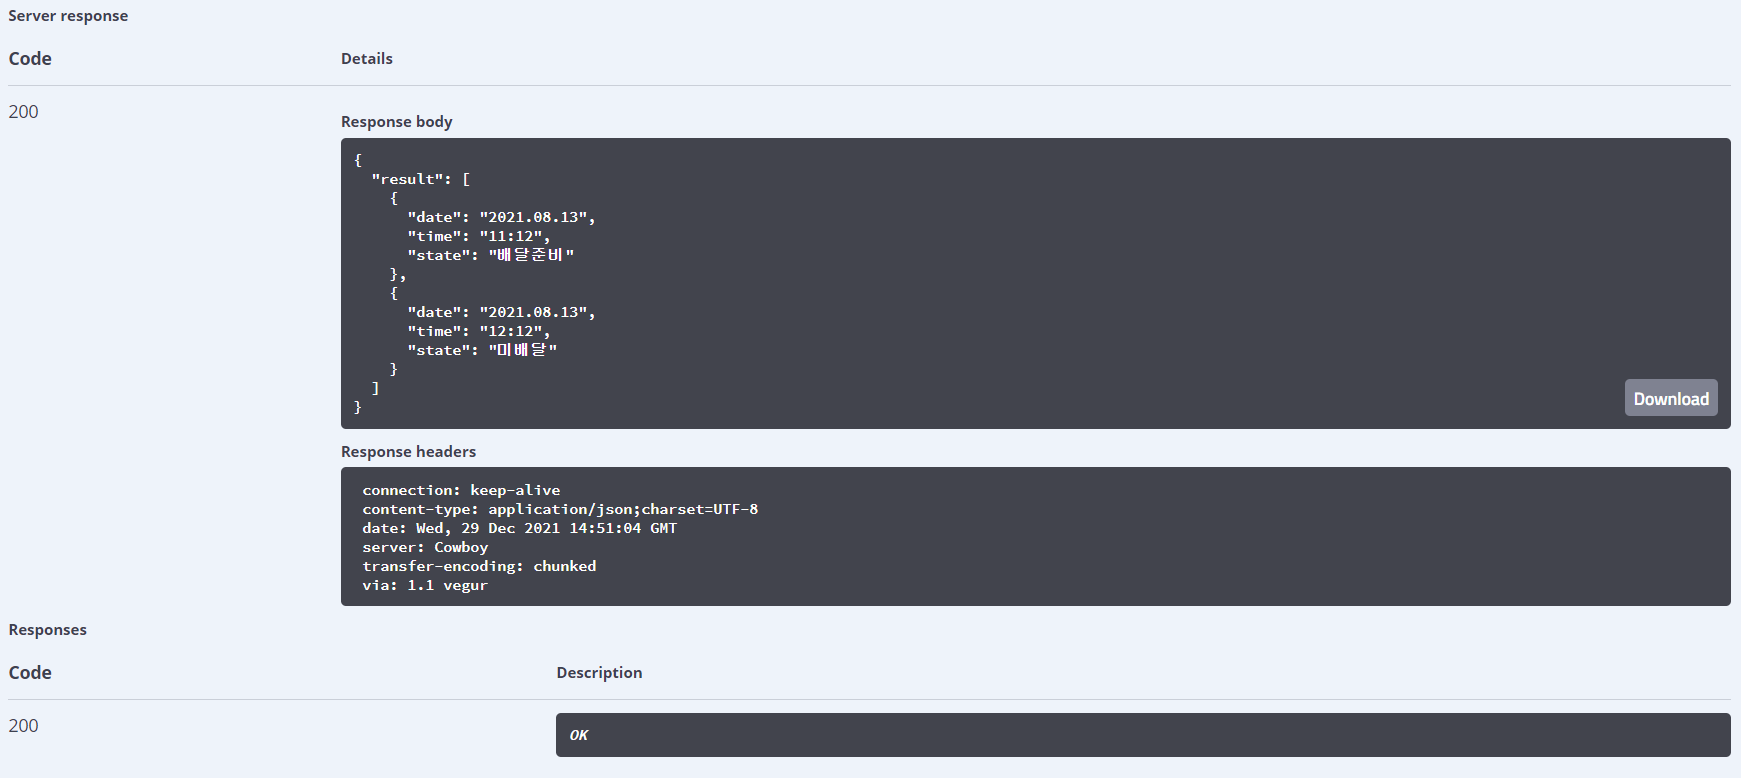 Server response
Code Details
200
Response body
{
  "result": [
    {
      "date": "2021.08.13",
      "time": "11:12",
      "state": "배달준비"
    },
    {
      "date": "2021.08.13",
      "time": "12:12",
      "state": "미배달"
    }
  ]
}
Download
Response headers
connection: keep-alive
content-type: application/json;charset=UTF-8
date: Wed, 29 Dec 2021 14:51:04 GMT
server: Cowboy
transfer-encoding: chunked
via: 1.1 vegur
Responses
Code Description
200 OK